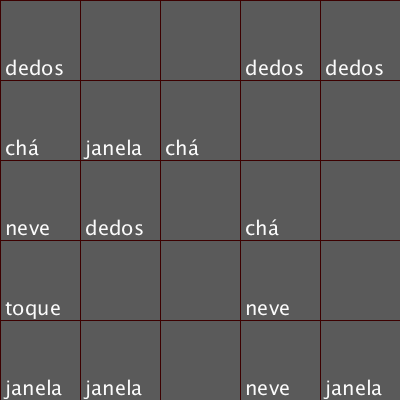 dedos dedos dedos
chá janela chá
neve dedos chá
toque neve
janela janela neve janela